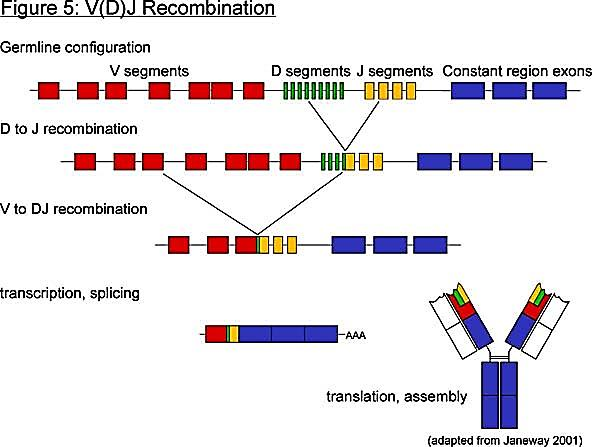 Figure 5: V(D)J Recombination
Germline configuration
V segments D segments J segments Constant region exons
D to J recombination
V to DJ recombination
transcription, splicing
AAA
translation, assembly
(adapted from Janeway 2001)